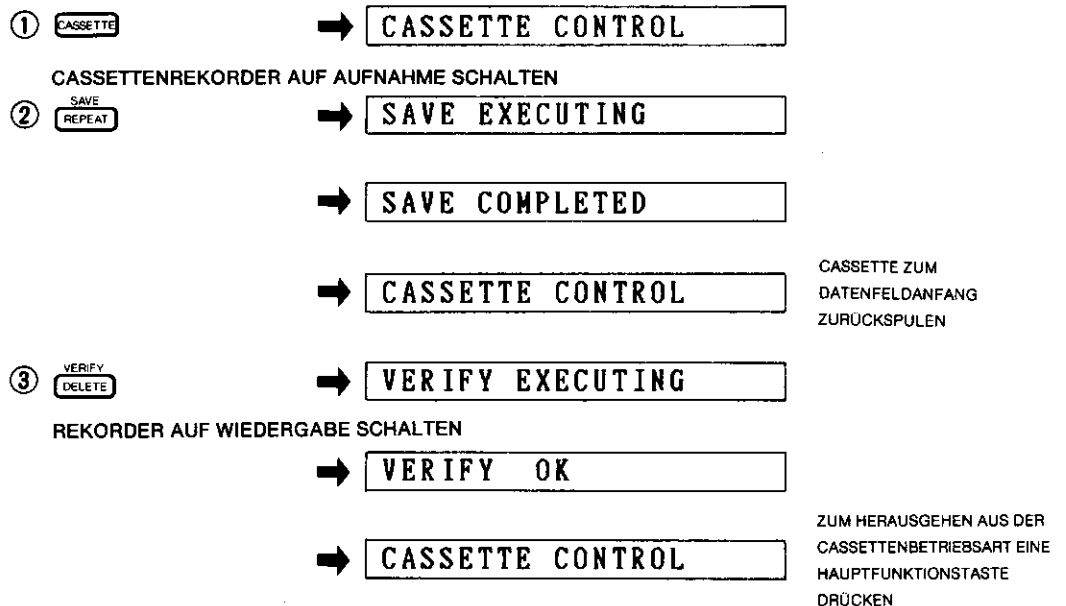 ① CASSETTE ➡ CASSETTE CONTROL
CASSETTENREKORDER AUF AUFNAHME SCHALTEN
SAVE
② REPEAT ➡ SAVE EXECUTING
➡ SAVE COMPLETED
➡ CASSETTE CONTROL
CASSETTE ZUM
DATENFELDANFANG
ZURÜCKSPULEN
VERIFY
③ DELETE ➡ VERIFY EXECUTING
REKORDER AUF WIEDERGABE SCHALTEN
➡ VERIFY OK
➡ CASSETTE CONTROL
ZUM HERAUSGEHEN AUS DER
CASSETTENBETRIEBSART EINE
HAUPTFUNKTIONSTASTE
DRÜCKEN